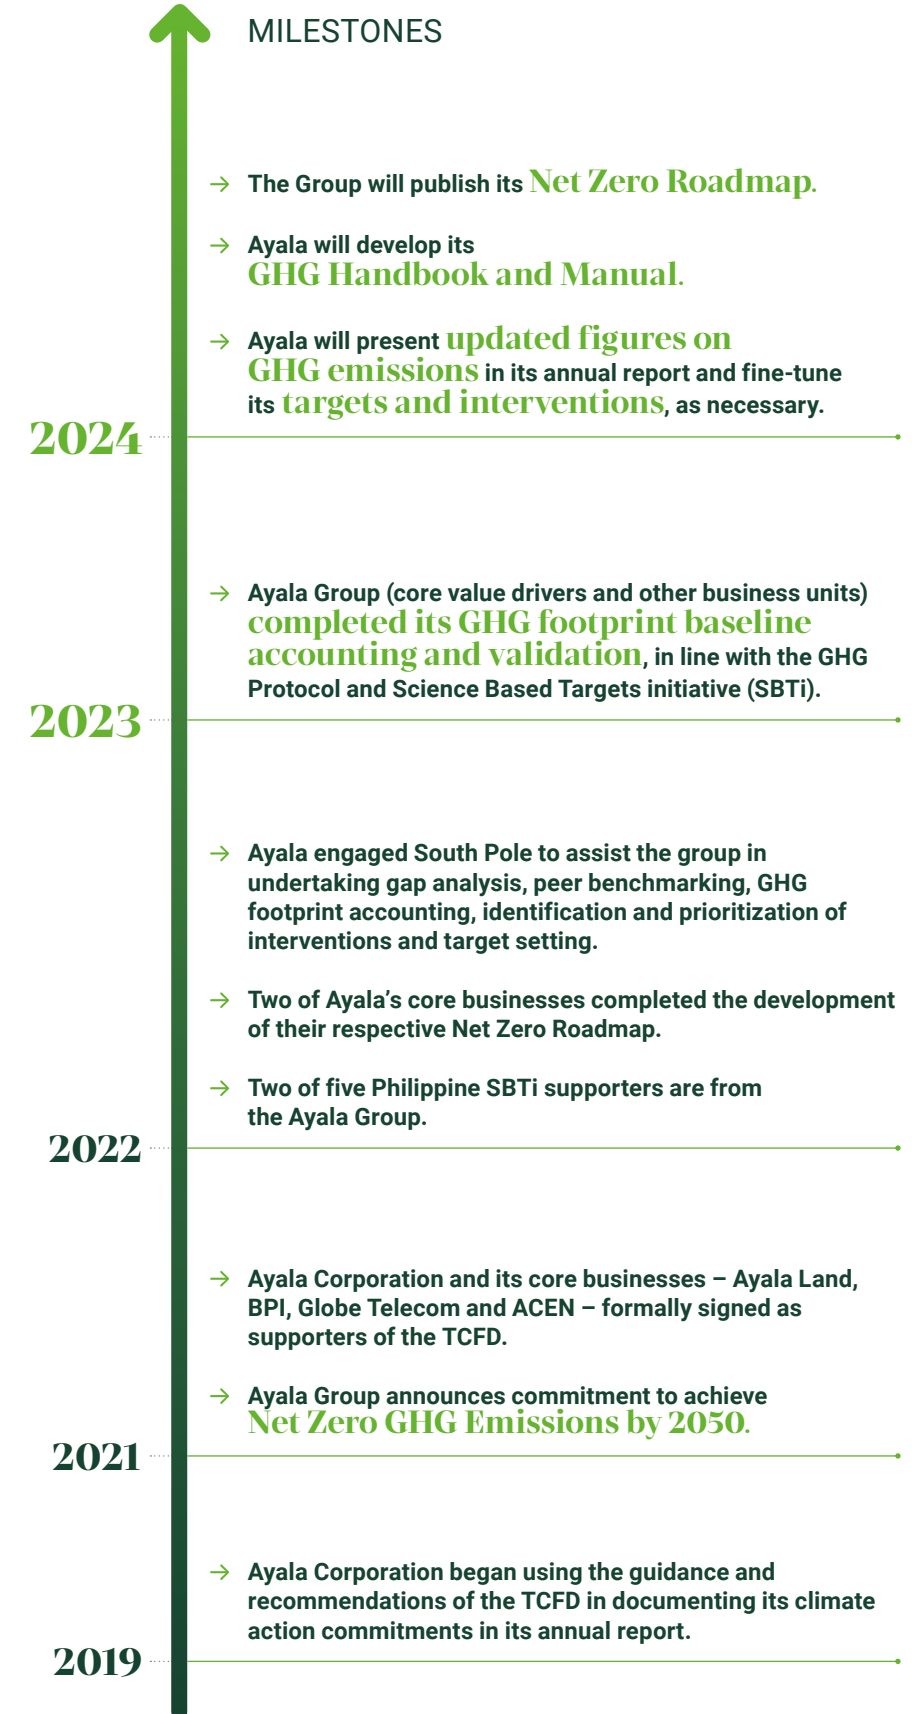 MILESTONES
→ The Group will publish its Net Zero Roadmap.
→ Ayala will develop its
GHG Handbook and Manual.
→ Ayala will present updated figures on
GHG emissions in its annual report and fine-tune
its targets and interventions, as necessary.
2024
→ Ayala Group (core value drivers and other business units)
completed its GHG footprint baseline
accounting and validation, in line with the GHG
Protocol and Science Based Targets initiative (SBTi).
2023
→ Ayala engaged South Pole to assist the group in
undertaking gap analysis, peer benchmarking, GHG
footprint accounting, identification and prioritization of
interventions and target setting.
→ Two of Ayala’s core businesses completed the development
of their respective Net Zero Roadmap.
→ Two of five Philippine SBTi supporters are from
the Ayala Group.
2022
→ Ayala Corporation and its core businesses – Ayala Land,
BPI, Globe Telecom and ACEN – formally signed as
supporters of the TCFD.
→ Ayala Group announces commitment to achieve
Net Zero GHG Emissions by 2050.
2021
→ Ayala Corporation began using the guidance and
recommendations of the TCFD in documenting its climate
action commitments in its annual report.
2019